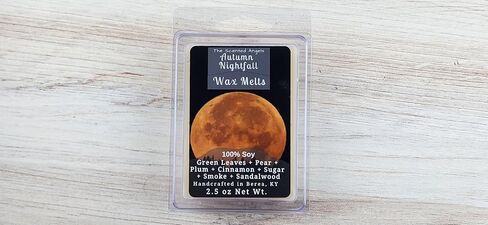 The Scented Angels
Autumn
Nightfall
Wax Melts
100% Soy
Green Leaves + Pear +
Plum + Cinnamon + Sugar
+ Smoke + Sandalwood
Handcrafted in Berea, KY
2.5 oz Net Wt.